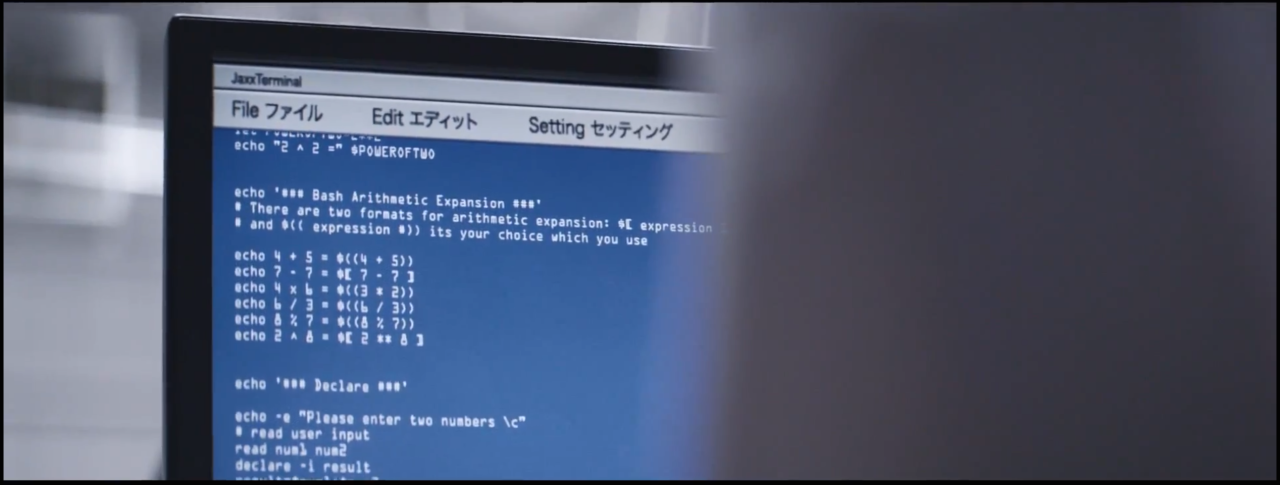 JaxxTerminal
File ファイル Edit エディット Setting セッティング
echo "2 ^ 2 =" $POWEROFTWO
echo '### Bash Arithmetic Expansion ###'
# There are two formats for arithmetic expansion: $[ expression
# and $(( expression #)) its your choice which you use
echo 4 + 5 = $((4 + 5))
echo 7 - 7 = $[ 7 - 7 ]
echo 4 x 6 = $((3 * 2))
echo 6 / 3 = $((6 / 3))
echo 8 % 7 = $((8 % 7))
echo 2 ^ 8 = $[ 2 ** 8 ]
echo '### Declare ###'
echo -e "Please enter two numbers \c"
# read user input
read num1 num2
declare -i result